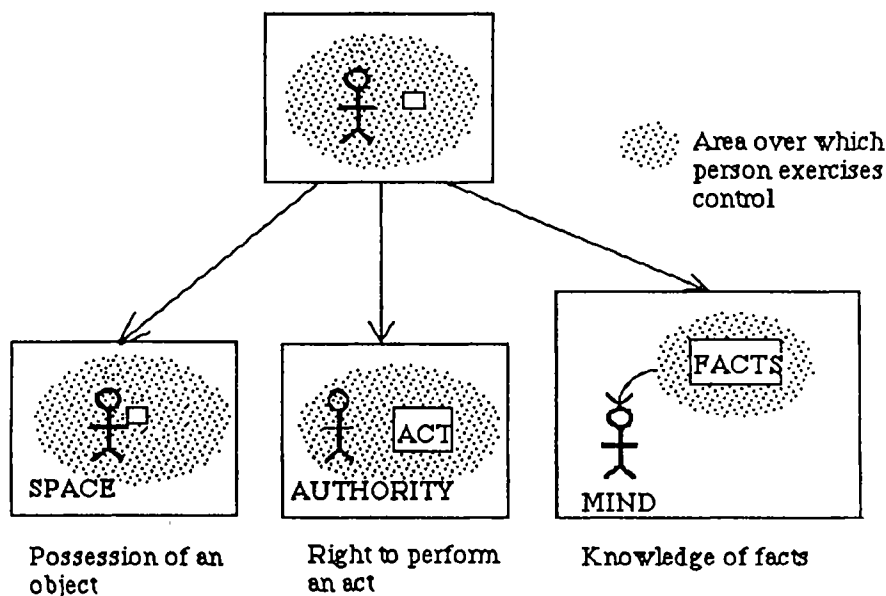 Area over which
person exercises
control
SPACE
ACT
AUTHORITY
FACTS
MIND
Possession of an
object
Right to perform
an act
Knowledge of facts